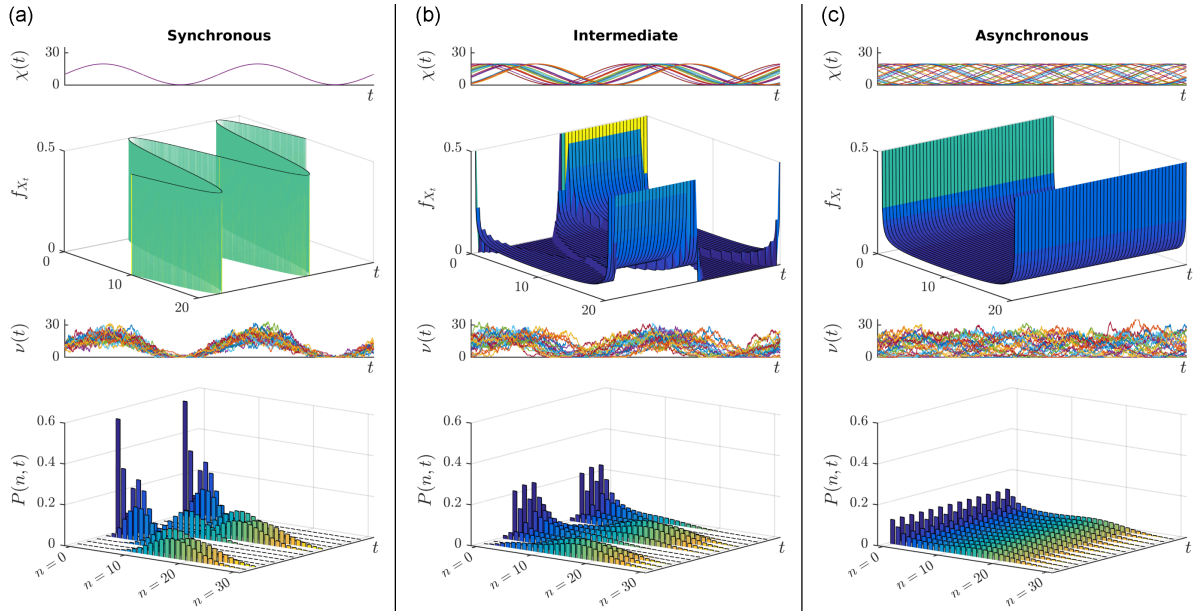 (a)
Synchronous
χ(t)
30
0
t
0.5
f_{X_t}
0
0
10
20
t
ν(t)
30
0
t
0.6
0.4
P(n, t)
0.2
0
n = 0
n = 10
n = 20
n = 30
t
(b)
Intermediate
χ(t)
30
0
t
0.5
f_{X_t}
0
0
10
20
t
ν(t)
30
0
t
0.6
0.4
P(n, t)
0.2
0
n = 0
n = 10
n = 20
n = 30
t
(c)
Asynchronous
χ(t)
30
0
t
0.5
f_{X_t}
0
0
10
20
t
ν(t)
30
0
t
0.6
0.4
P(n, t)
0.2
0
n = 0
n = 10
n = 20
n = 30
t